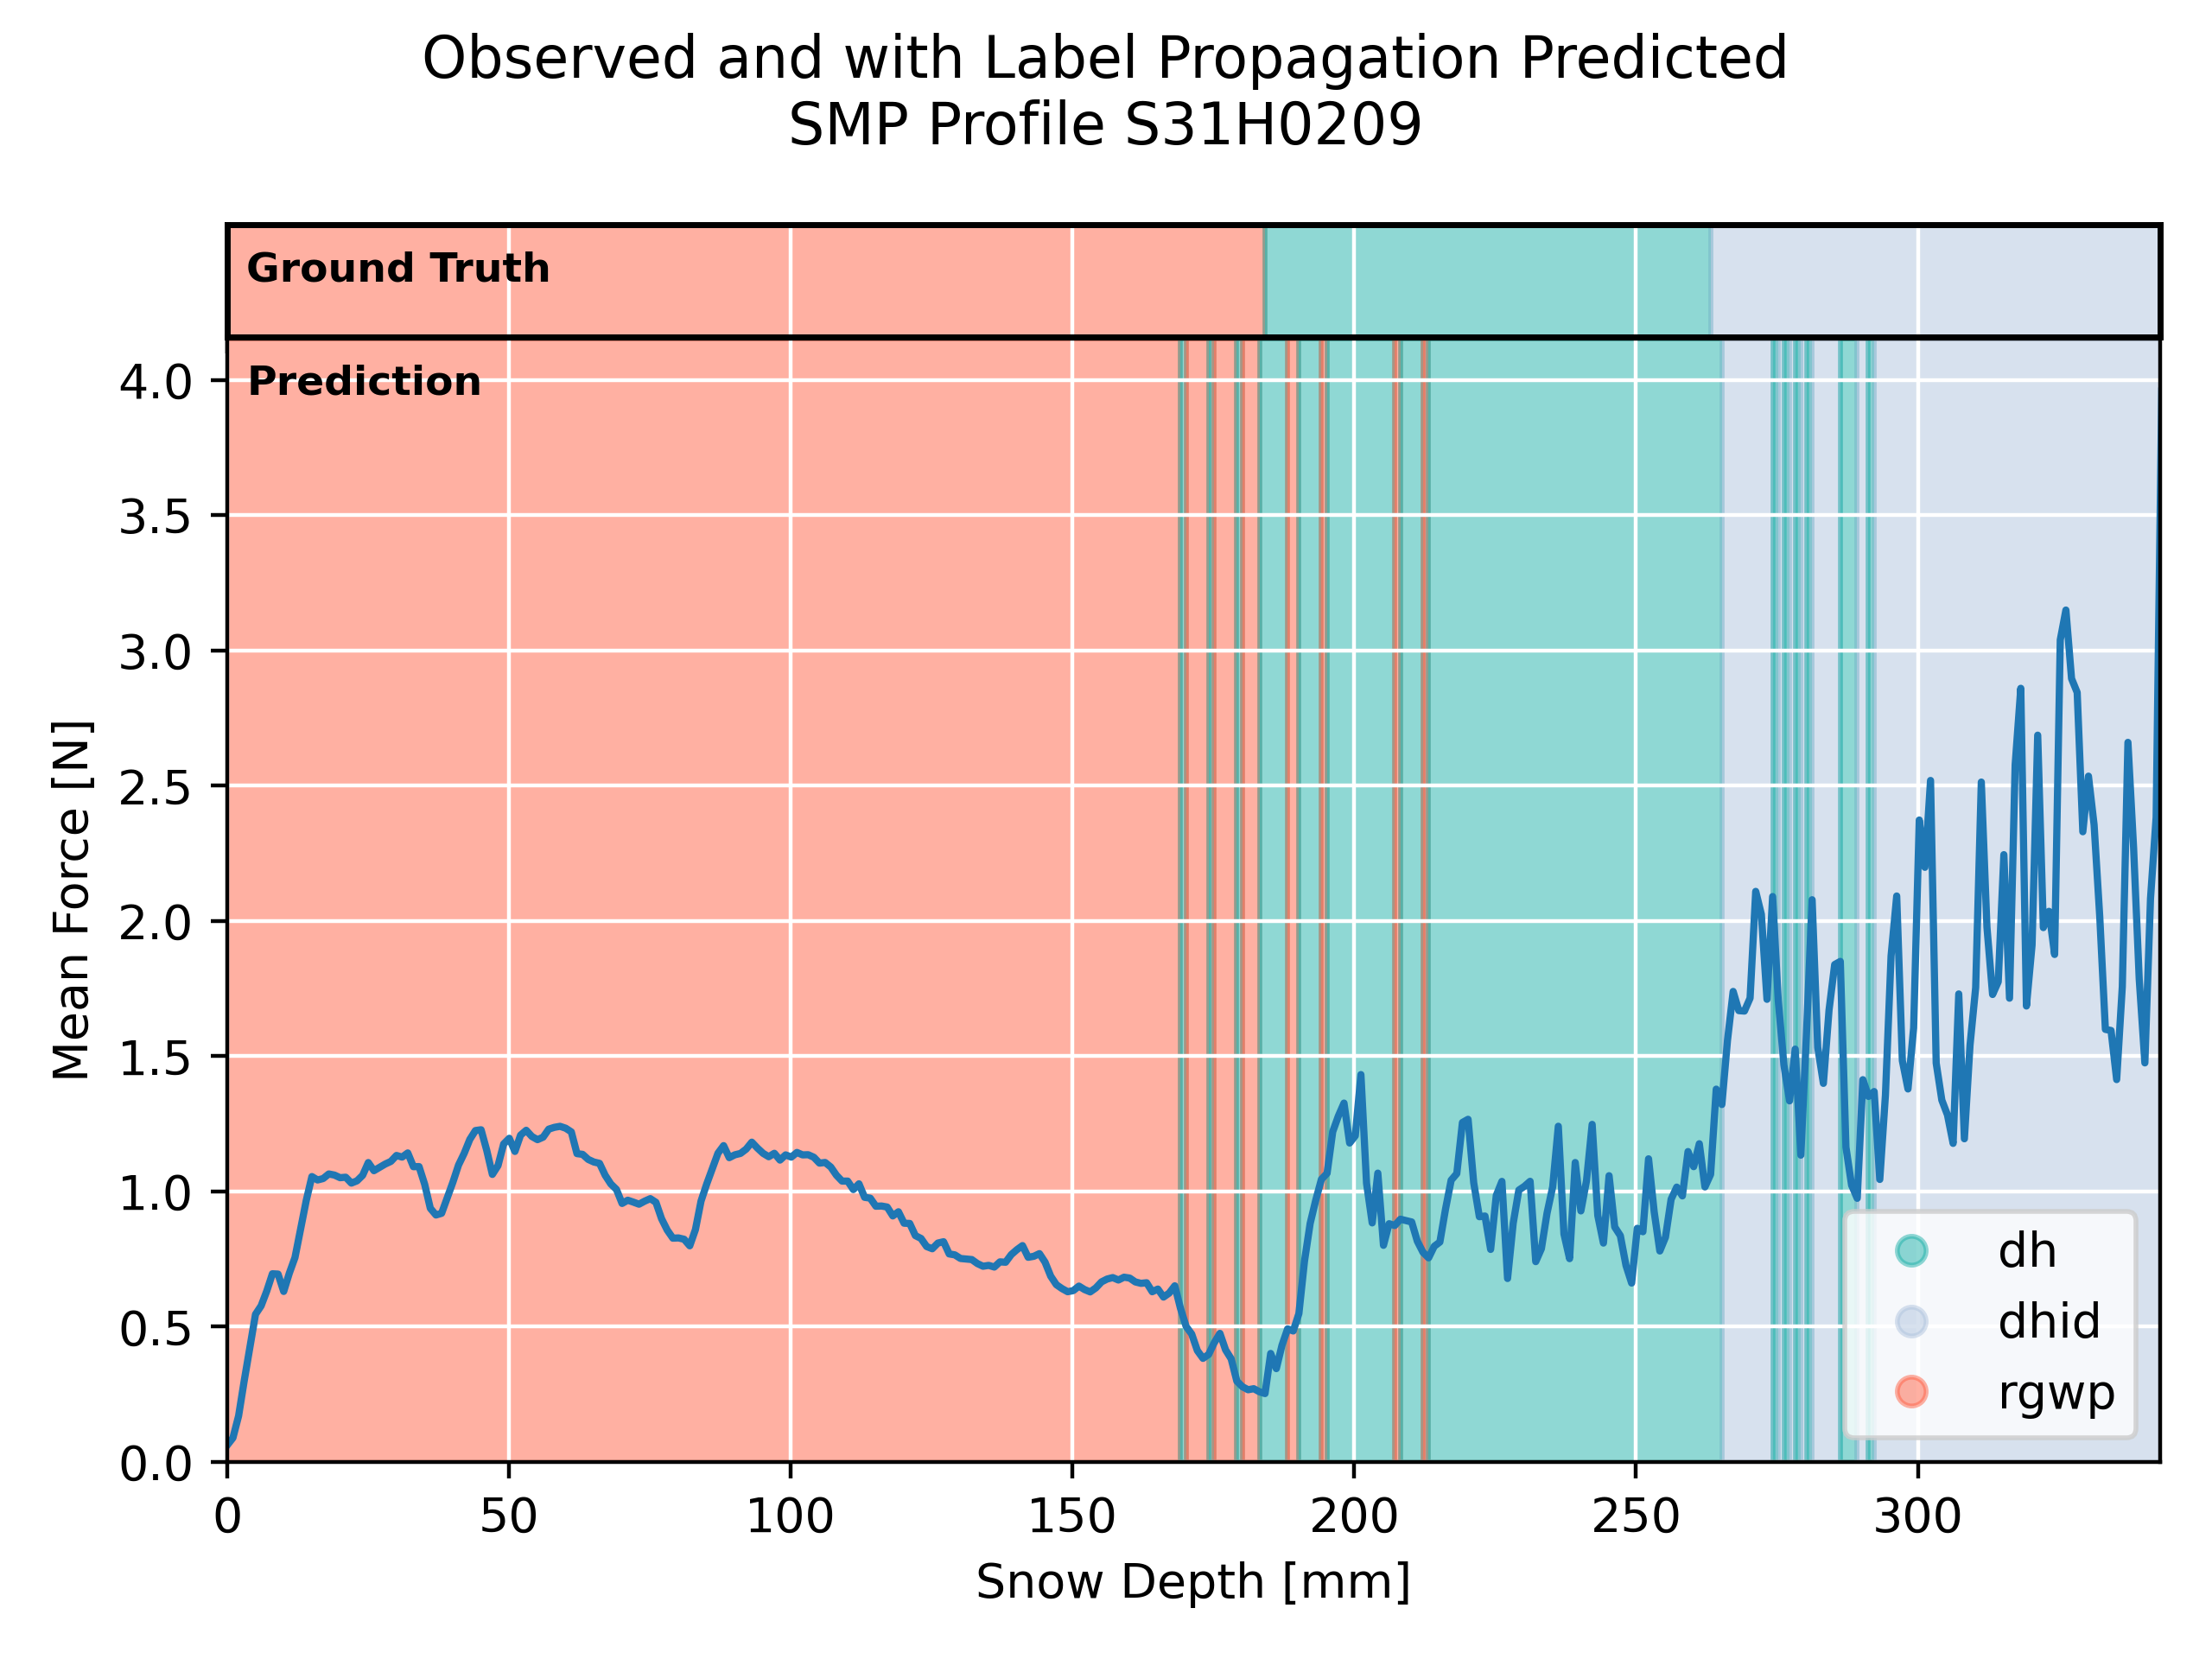 Observed and with Label Propagation Predicted
SMP Profile S31H0209
Ground Truth
Prediction
4.0
3.5
3.0
2.5
2.0
1.5
1.0
0.5
0.0
Mean Force [N]
dh
dhid
rgwp
0 50 100 150 200 250 300
Snow Depth [mm]